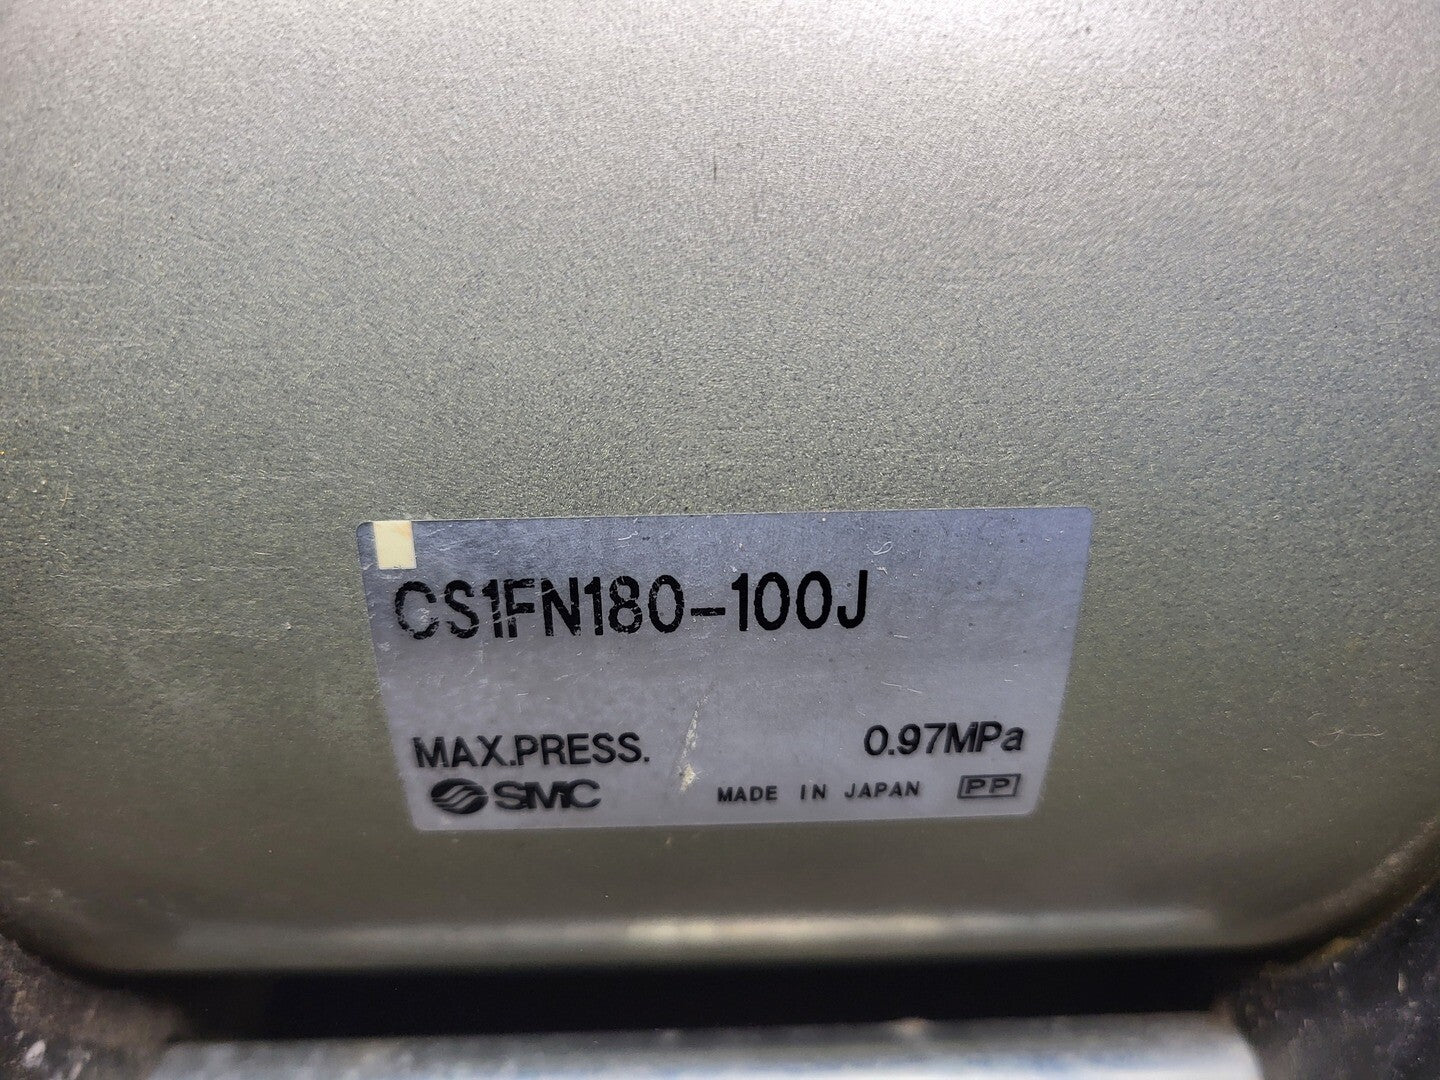 CS1FN180-100J
MAX.PRESS. 0.97MPa
SMC MADE IN JAPAN PP